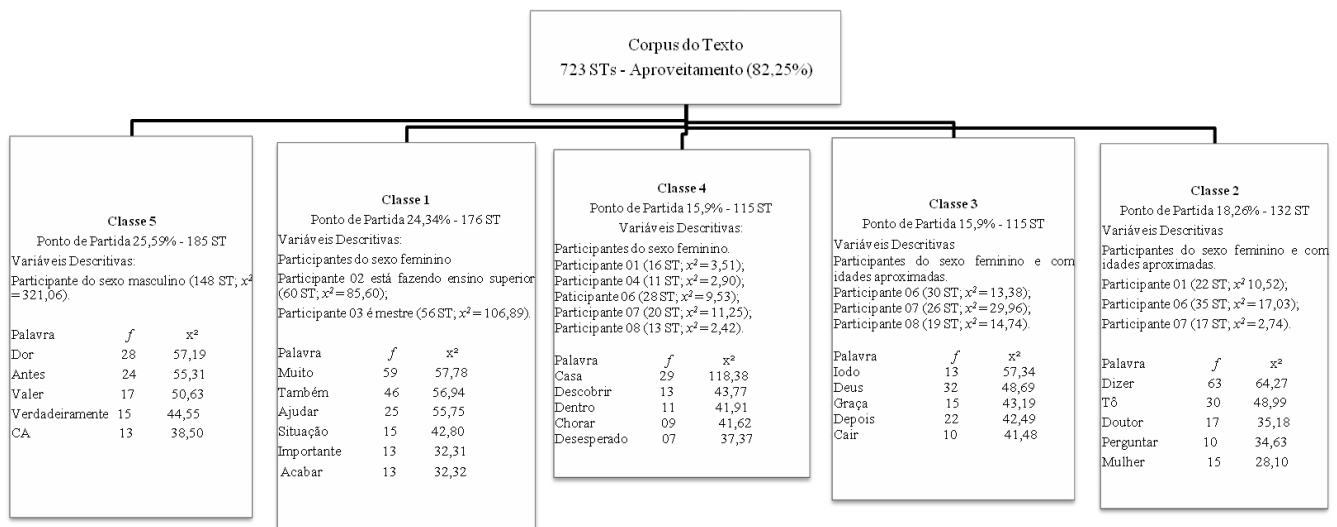 Corpus do Texto
723 STs - Aproveitamento (82,25%)
Classe 5
Ponto de Partida 25,59% - 185 ST
Variáveis Descritivas:
Participante do sexo masculino (148 ST; x²
= 321,06).
Palavra f x²
Dor 28 57,19
Antes 24 55,31
Valer 17 50,63
Verdadeiramente 15 44,55
CA 13 38,50
Classe 1
Ponto de Partida 24,34% - 176 ST
Variáveis Descritivas:
Participantes do sexo feminino
Participante 02 está fazendo ensino superior
(60 ST; x² = 85,60);
Participante 03 é mestre (56 ST; x² = 106,89).
Palavra f x²
Muito 59 57,78
Também 46 56,94
Ajudar 25 55,75
Situação 15 42,80
Importante 13 32,31
Acabar 13 32,32
Classe 4
Ponto de Partida 15,9% - 115 ST
Variáveis Descritivas:
Participantes do sexo feminino.
Participante 01 (16 ST; x² = 3,51);
Participante 04 (11 ST; x² = 2,90);
Paticipante 06 (28 ST; x² = 9,53);
Participante 07 (20 ST; x² = 11,25);
Participante 08 (13 ST; x² = 2,42).
Palavra f x²
Casa 29 118,38
Descobrir 13 43,77
Dentro 11 41,91
Chorar 09 41,62
Desesperado 07 37,37
Classe 3
Ponto de Partida 15,9% - 115 ST
Variáveis Descritivas
Participantes do sexo feminino e com
idades aproximadas.
Participante 06 (30 ST; x² = 13,38);
Participante 07 (26 ST; x² = 29,96);
Participante 08 (19 ST; x² = 14,74).
Palavra f x²
Iodo 13 57,34
Deus 32 48,69
Graça 15 43,19
Depois 22 42,49
Cair 10 41,48
Classe 2
Ponto de Partida 18,26% - 132 ST
Variáveis Descritivas
Participantes do sexo feminino e com
idades aproximadas.
Participante 01 (22 ST; x² 10,52);
Participante 06 (35 ST; x² = 17,03);
Participante 07 (17 ST; x² = 2,74).
Palavra f x²
Dizer 63 64,27
Tô 30 48,99
Doutor 17 35,18
Perguntar 10 34,63
Mulher 15 28,10